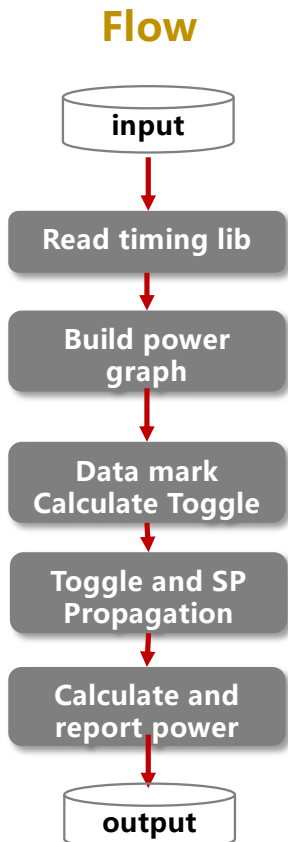 Flow
input
Read timing lib
Build power
graph
Data mark
Calculate Toggle
Toggle and SP
Propagation
Calculate and
report power
output